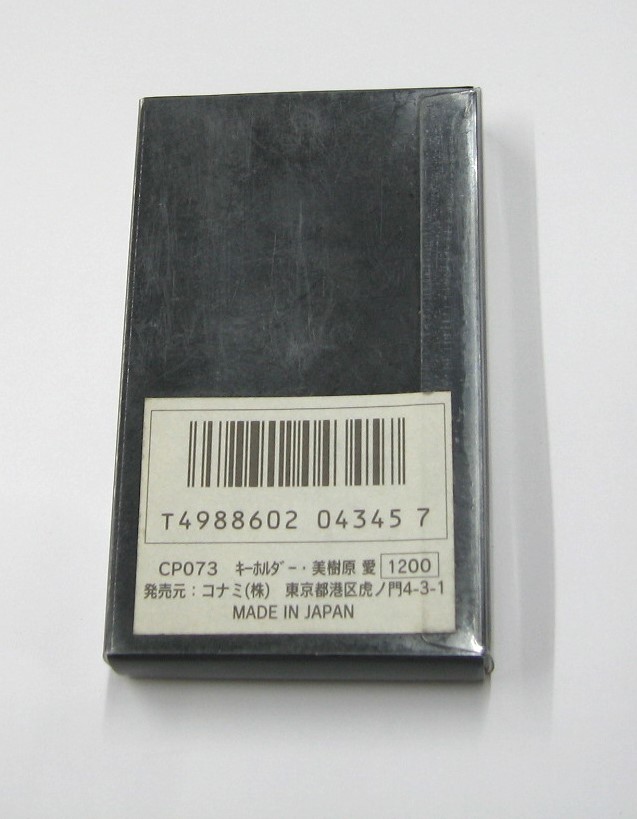 T4988602 04345 7
CP073 ｷｰﾎﾙﾀﾞｰ・美樹原 愛 1200
発売元：コナミ(株) 東京都港区虎ノ門4-3-1
MADE IN JAPAN